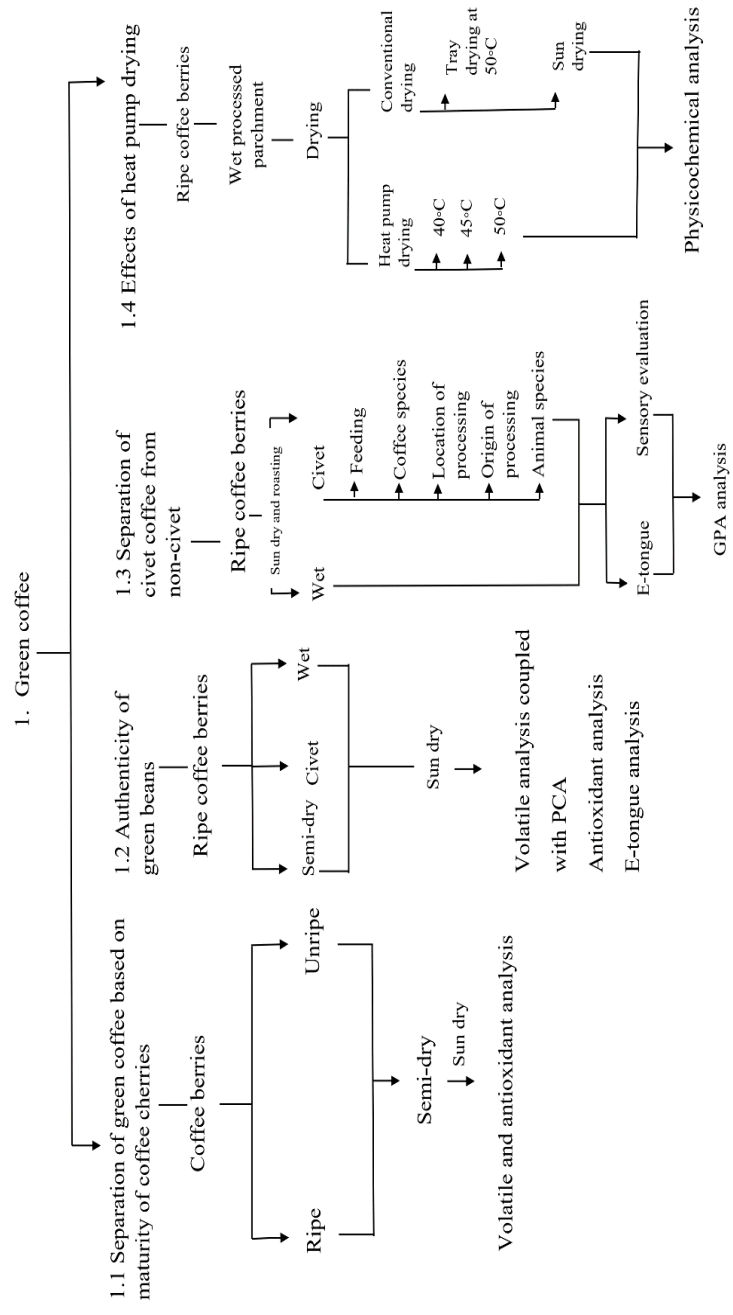 1. Green coffee
1.1 Separation of green coffee based on
maturity of coffee cherries
Coffee berries
Ripe
Unripe
Semi-dry
Sun dry
Volatile and antioxidant analysis
1.2 Authenticity of
green beans
Ripe coffee berries
Semi-dry
Civet
Wet
Sun dry
Volatile analysis coupled
with PCA
Antioxidant analysis
E-tongue analysis
1.3 Separation of
civet coffee from
non-civet
Ripe coffee berries
Sun dry and roasting
Wet
Civet
Feeding
Coffee species
Location of
processing
Origin of
processing
Animal species
E-tongue
Sensory evaluation
GPA analysis
1.4 Effects of heat pump drying
Ripe coffee berries
Wet processed
parchment
Drying
Heat pump
drying
40◦C
45◦C
50◦C
Conventional
drying
Tray
drying at
50◦C
Sun
drying
Physicochemical analysis